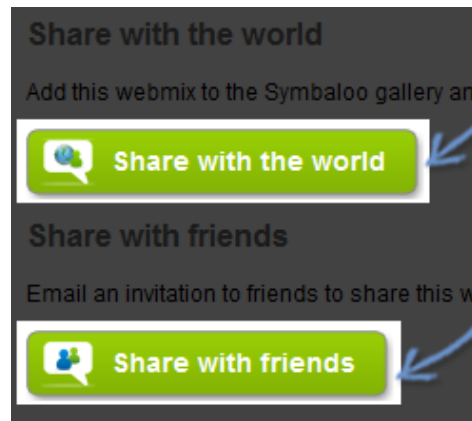 Share with the world
Add this webmix to the Symbaloo gallery an
Share with the world
Share with friends
Email an invitation to friends to share this w
Share with friends